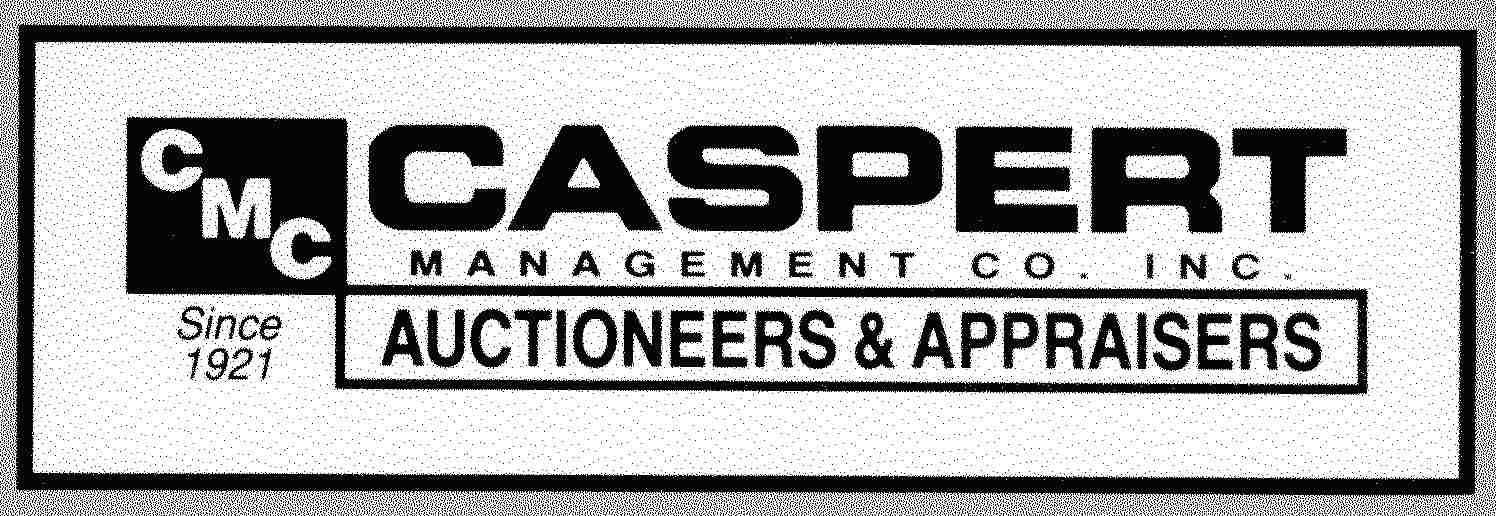 CMC
CASPERT
MANAGEMENT CO. INC.
Since
1921
AUCTIONEERS & APPRAISERS